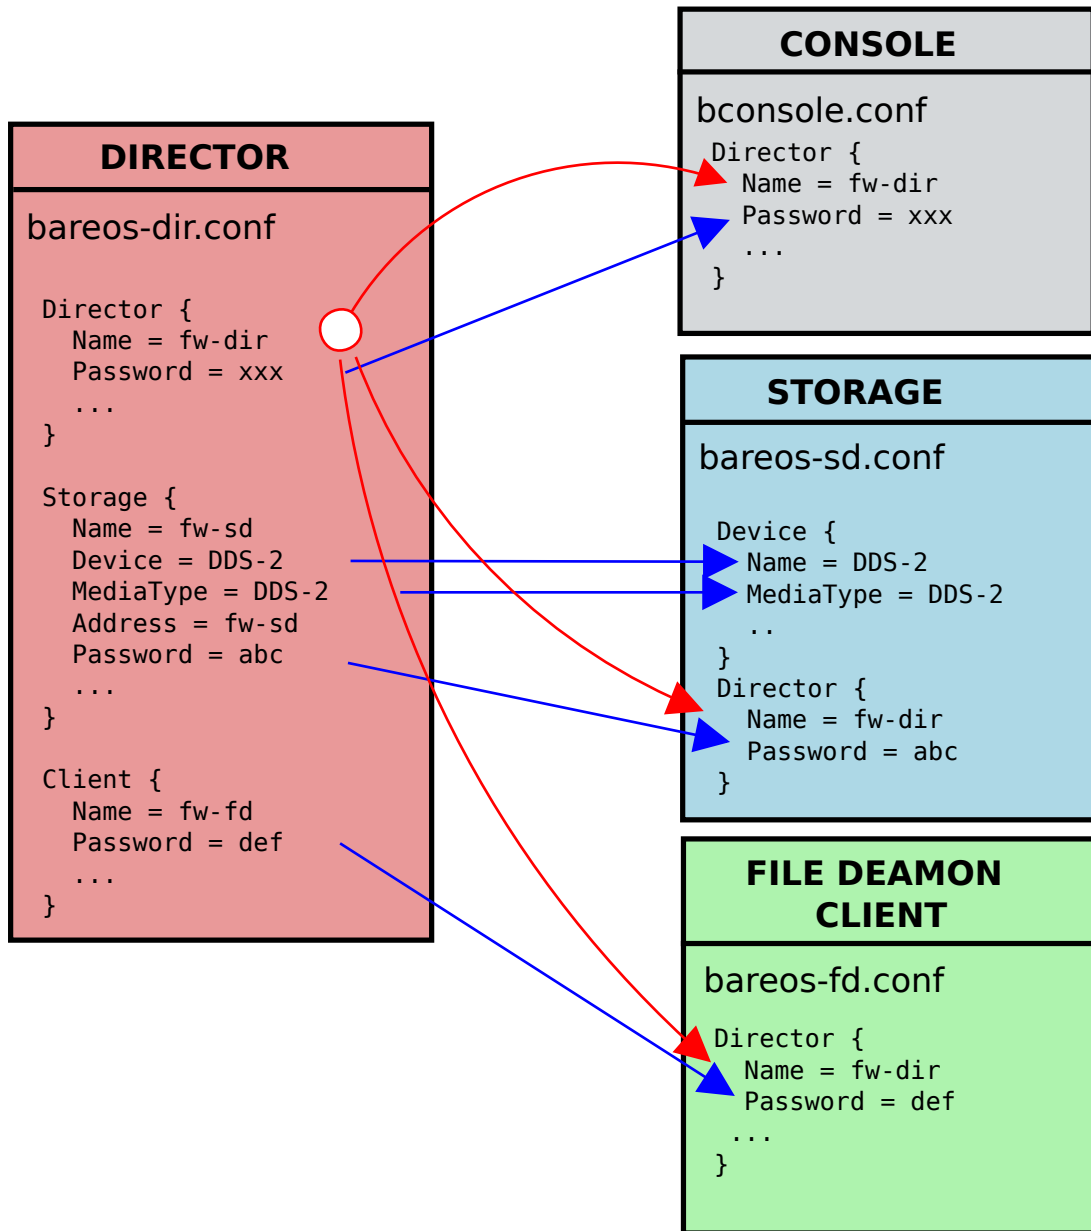 DIRECTOR
bareos-dir.conf
Director {
  Name = fw-dir
  Password = xxx
  ...
}
Storage {
  Name = fw-sd
  Device = DDS-2
  MediaType = DDS-2
  Address = fw-sd
  Password = abc
  ...
}
Client {
  Name = fw-fd
  Password = def
  ...
}
CONSOLE
bconsole.conf
Director {
  Name = fw-dir
  Password = xxx
  ...
}
STORAGE
bareos-sd.conf
Device {
  Name = DDS-2
  MediaType = DDS-2
  ..
}
Director {
  Name = fw-dir
  Password = abc
}
FILE DEAMON
CLIENT
bareos-fd.conf
Director {
  Name = fw-dir
  Password = def
 ...
}